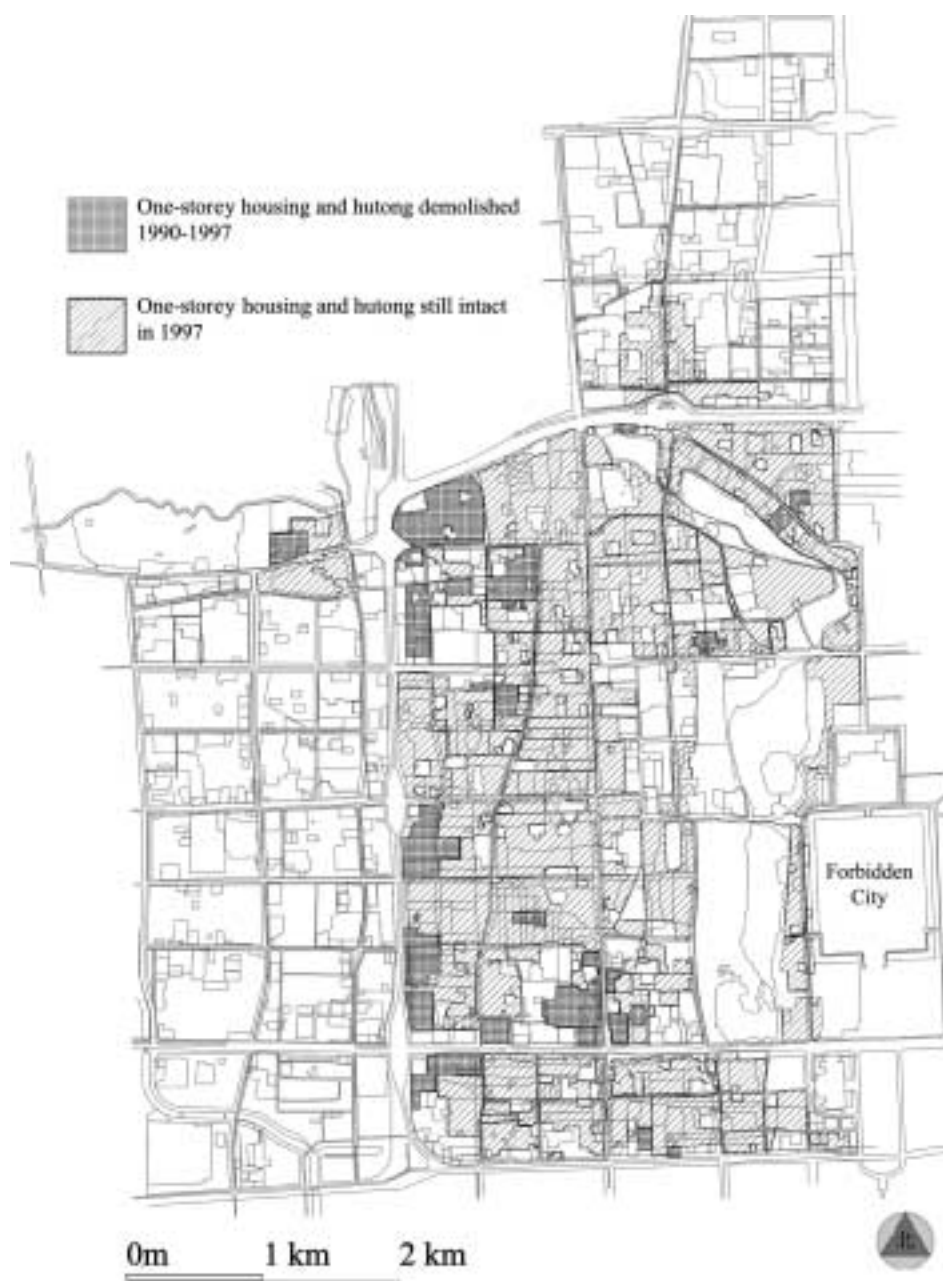 One-storey housing and hutong demolished
1990-1997
One-storey housing and hutong still intact
in 1997
Forbidden
City
0m 1 km 2 km